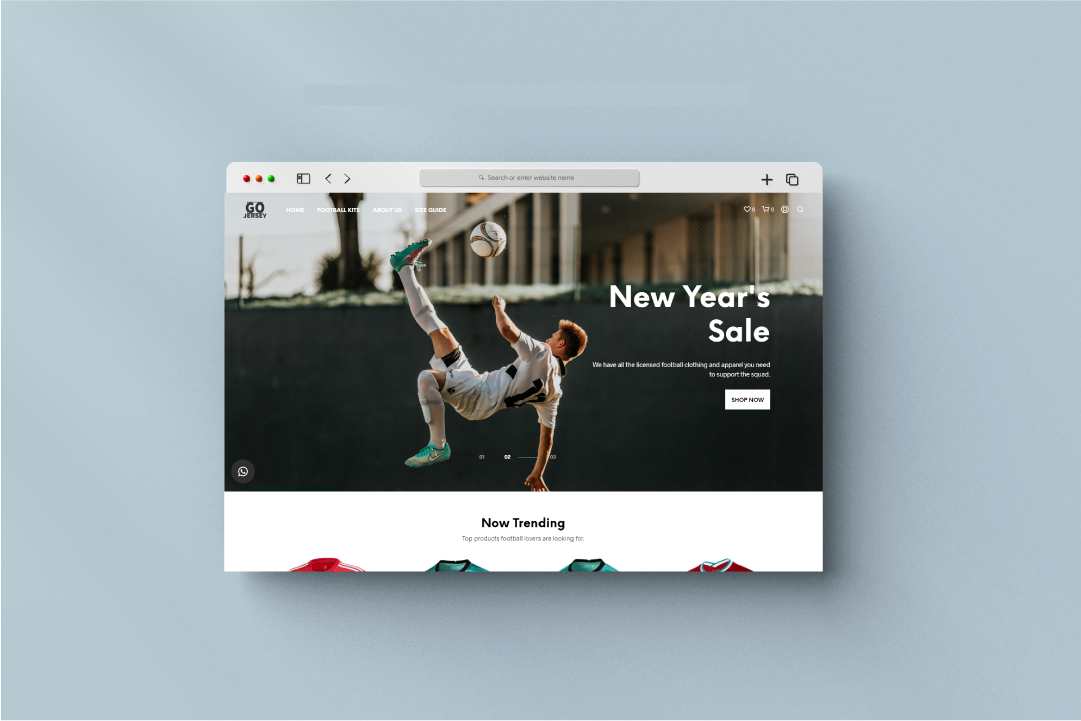 Search or enter website name
GO
JERSEY
HOME FOOTBALL KITS ABOUT US SIZE GUIDE
0 0
New Year's
Sale
We have all the licensed football clothing and apparel you need
to support the squad.
SHOP NOW
01 02 03
Now Trending
Top products football lovers are looking for.